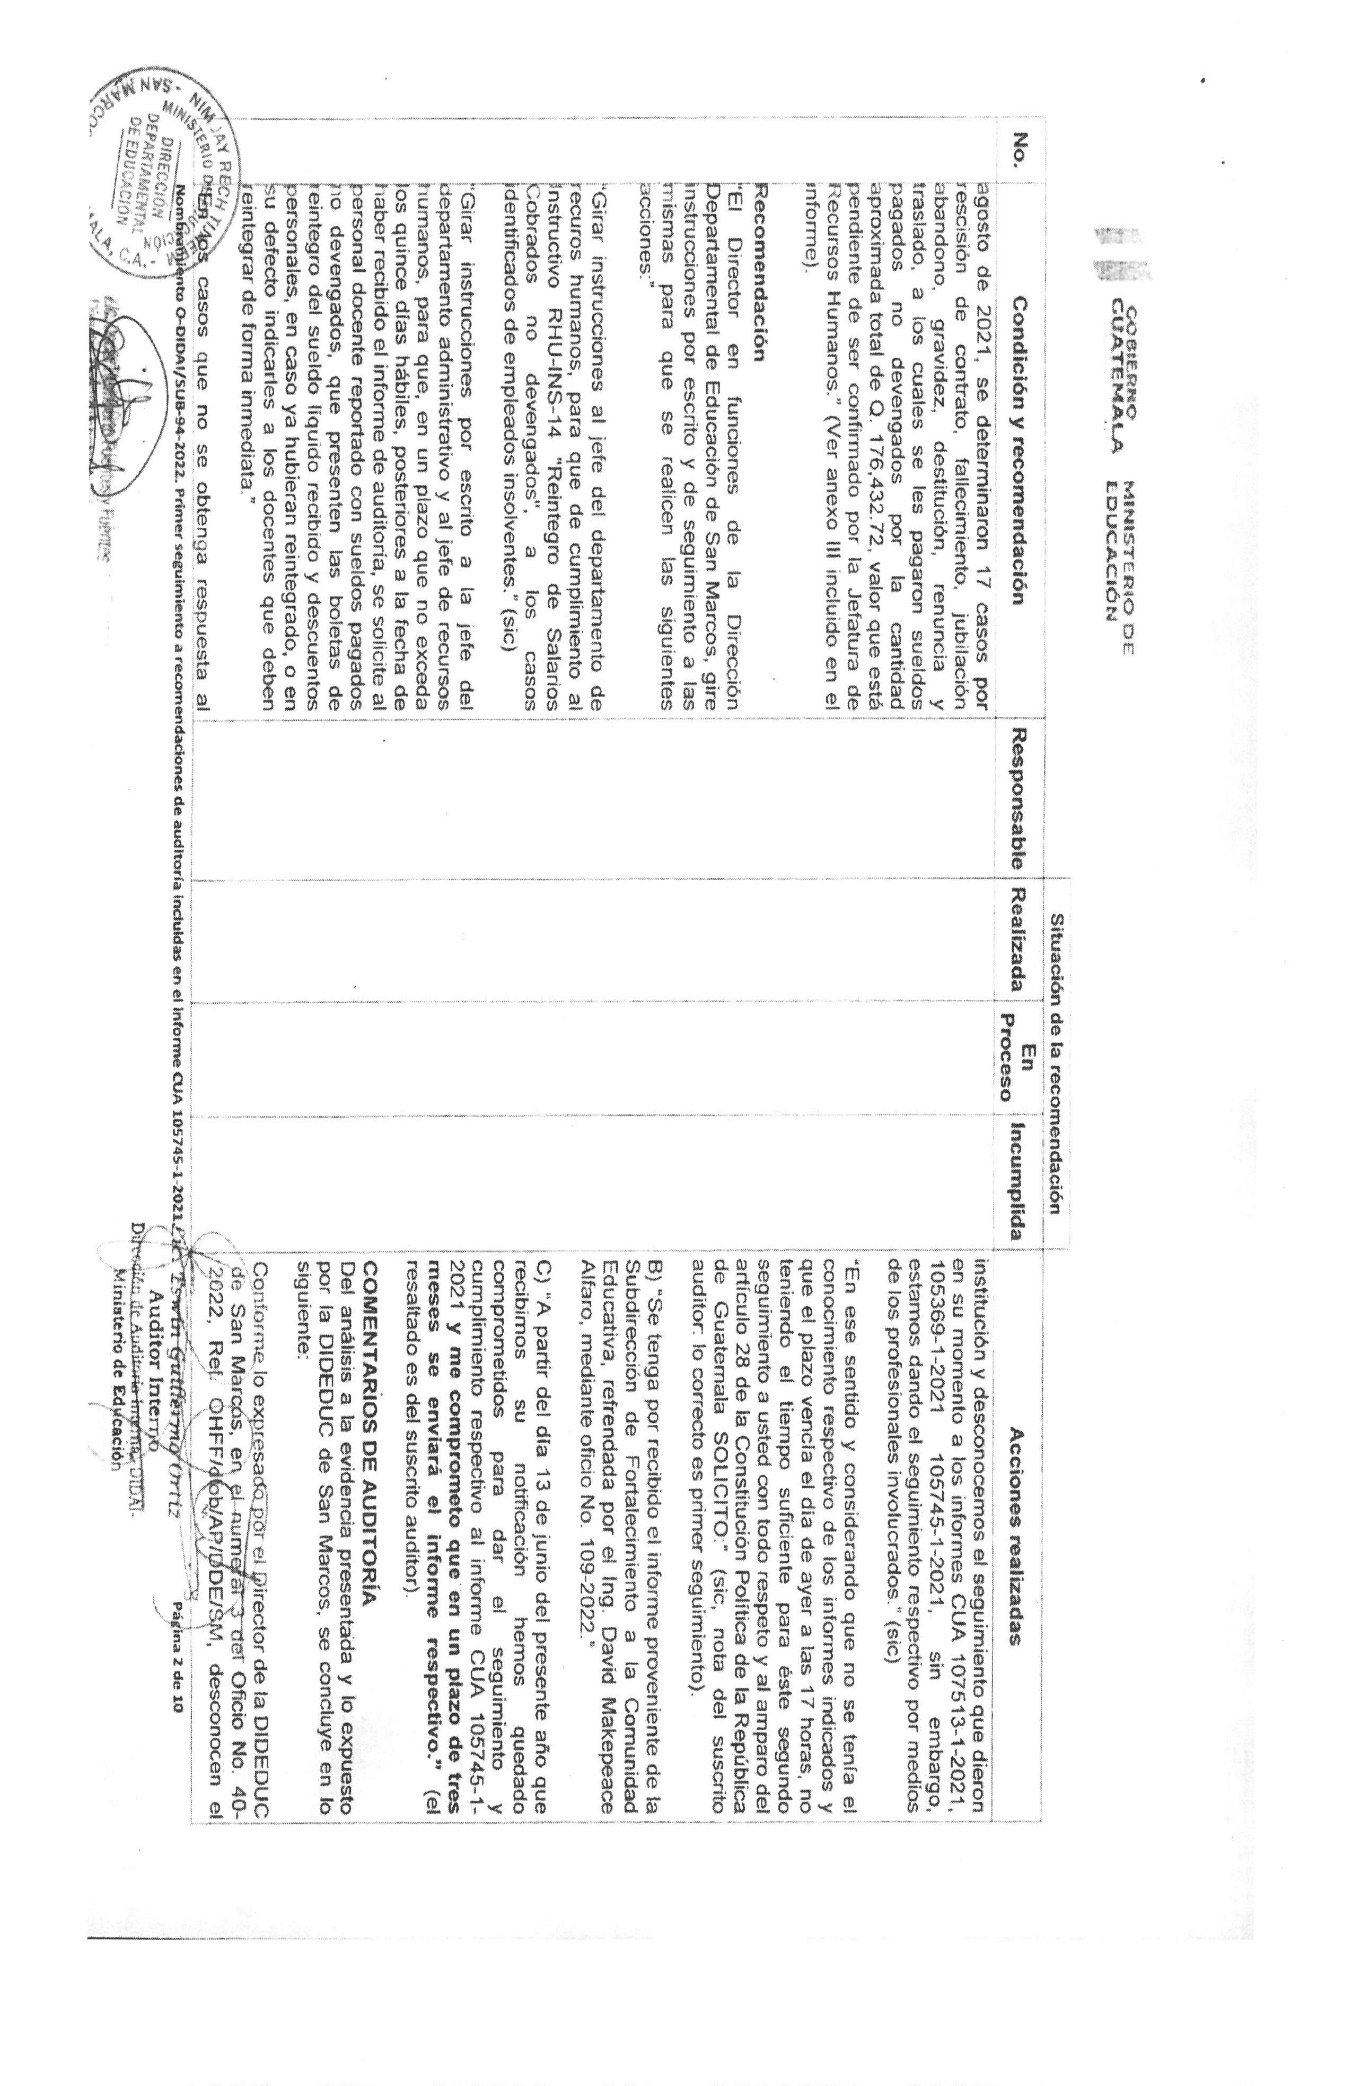 GOBIERNO
GUATEMALA
MINISTERIO DE
EDUCACIÓN
Situación de la recomendación
No.
Condición y recomendación
Responsable
Realizada
En
Proceso
Incumplida
Acciones realizadas
agosto de 2021, se determinaron 17 casos por
rescisión de contrato, fallecimiento, jubilación
abandono, gravidez, destitución, renuncia y
traslado, a los cuales se les pagaron sueldos
pagados no devengados por la cantidad
aproximada total de Q. 176,432.72, valor que está
pendiente de ser confirmado por la Jefatura de
Recursos Humanos." (Ver anexo III incluido en el
informe).
Recomendación
"El Director en funciones de la Dirección
Departamental de Educación de San Marcos, gire
instrucciones por escrito y de seguimiento a las
mismas para que se realicen las siguientes
acciones:"
"Girar instrucciones al jefe del departamento de
recuros humanos, para que de cumplimiento al
Instructivo RHU-INS-14 "Reintegro de Salarios
Cobrados no devengados", a los casos
identificados de empleados insolventes." (sic)
"Girar instrucciones por escrito a la jefe del
departamento administrativo y al jefe de recursos
humanos, para que, en un plazo que no exceda
los quince días hábiles, posteriores a la fecha de
haber recibido el informe de auditoría, se solicite al
personal docente reportado con sueldos pagados
no devengados, que presenten las boletas de
reintegro del sueldo líquido recibido y descuentos
personales, en caso ya hubieran reintegrado, o en
su defecto indicarles a los docentes que deben
reintegrar de forma inmediata."
"En los casos que no se obtenga respuesta al
institución y desconocemos el seguimiento que dieron
en su momento a los informes CUA 107513-1-2021,
105369-1-2021 105745-1-2021, sin embargo,
estamos dando el seguimiento respectivo por medios
de los profesionales involucrados." (sic)
"En ese sentido y considerando que no se tenía el
conocimiento respectivo de los informes indicados y
que el plazo vencía el día de ayer a las 17 horas, no
teniendo el tiempo suficiente para éste segundo
seguimiento a usted con todo respeto y al amparo del
artículo 28 de la Constitución Política de la República
de Guatemala SOLICITO:" (sic, nota del suscrito
auditor: lo correcto es primer seguimiento).
B) "Se tenga por recibido el informe proveniente de la
Subdirección de Fortalecimiento a la Comunidad
Educativa, refrendada por el Ing. David Makepeace
Alfaro, mediante oficio No. 109-2022."
C) "A partir del día 13 de junio del presente año que
recibimos su notificación hemos quedado
comprometidos para dar el seguimiento y
cumplimiento respectivo al informe CUA 105745-1-
2021 y me comprometo que en un plazo de tres
meses se enviará el informe respectivo." (el
resaltado es del suscrito auditor).
COMENTARIOS DE AUDITORÍA
Del análisis a la evidencia presentada y lo expuesto
por la DIDEDUC de San Marcos, se concluye en lo
siguiente:
Conforme lo expresado por el Director de la DIDEDUC
de San Marcos, en el numeral 3 del Oficio No. 40-
2022, Ref. OHFF/dfob/AP/DDE/SM, desconocen el
Nombramiento O-DIDAI/SUB-94-2022. Primer seguimiento a recomendaciones de auditoría incluidas en el informe CUA 105745-1-2021
Página 2 de 10
Eswin Guillermo Ortiz
Auditor Interno
Dirección de Auditoría Interna, DIDAI.
Ministerio de Educación
NIM JAY RECH
SAN MARCOS
MINISTERIO DE
DIRECCIÓN
DEPARTAMENTAL
DE EDUCACIÓN
C.A.
y Fuentes